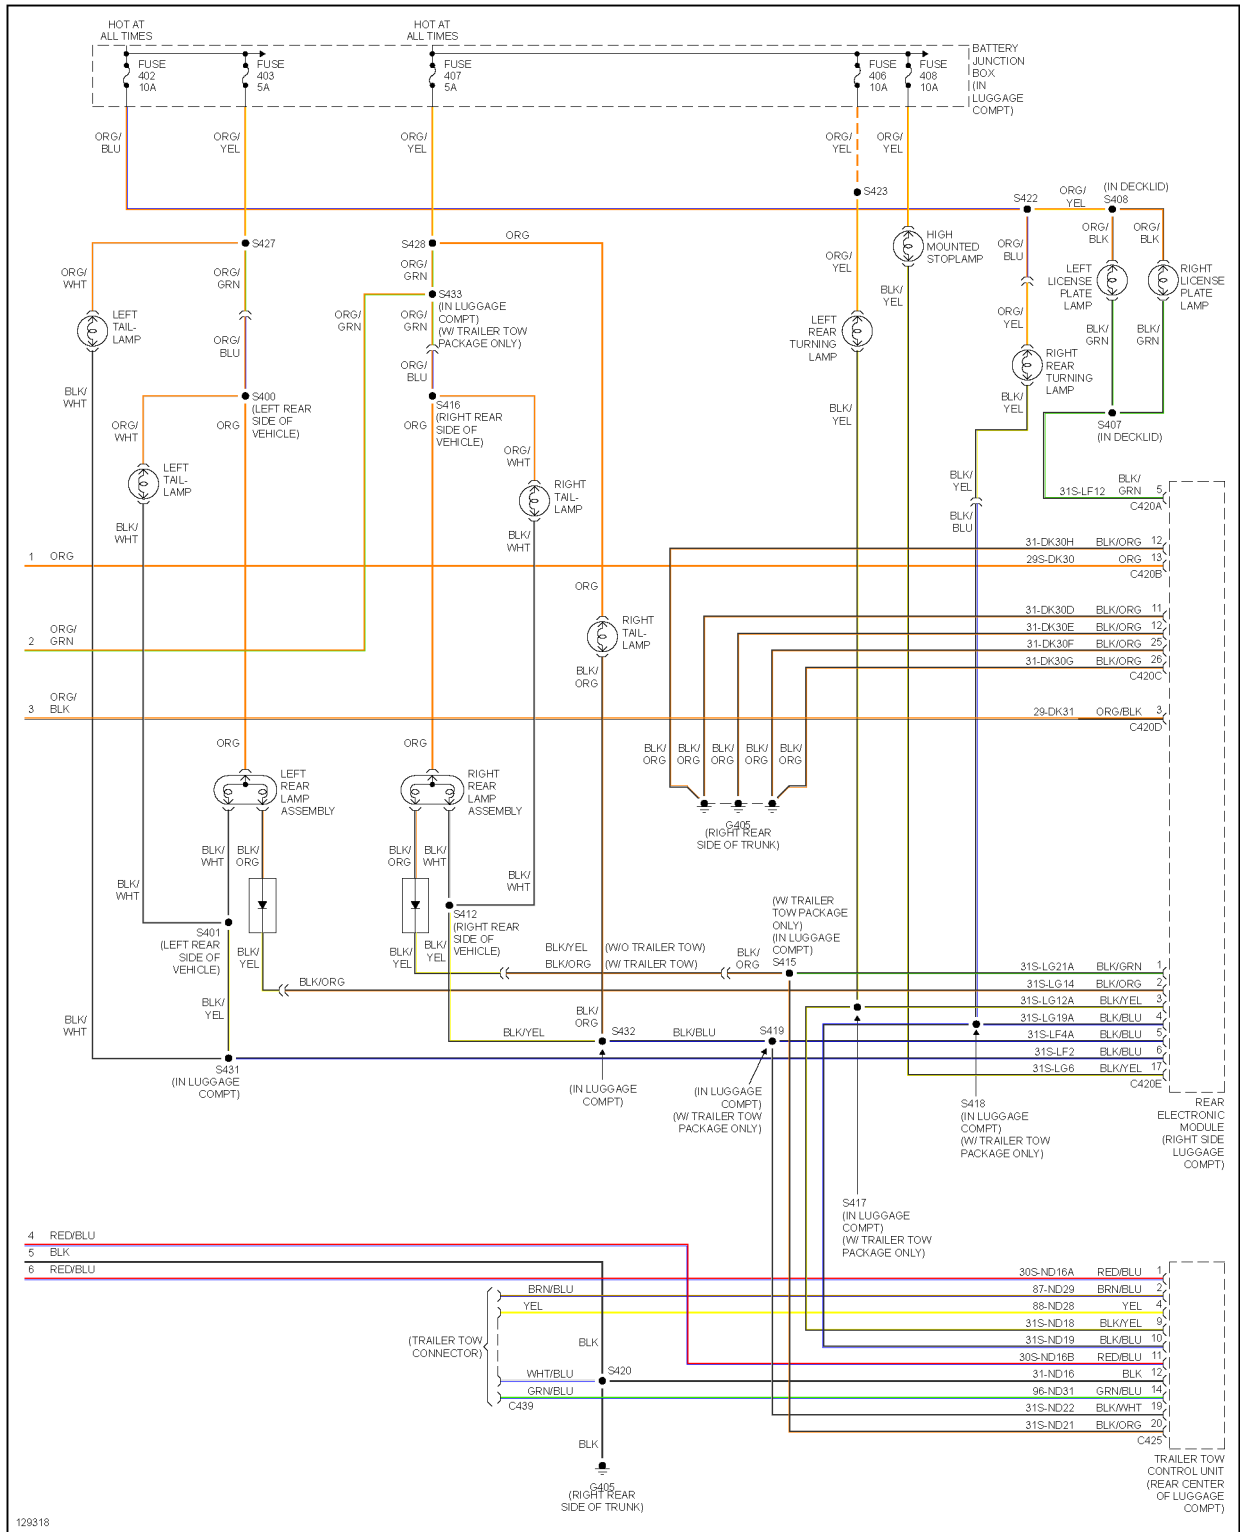 HOT AT
ALL TIMES
HOT AT
ALL TIMES
FUSE
402
10A
FUSE
403
5A
FUSE
407
5A
FUSE
406
10A
FUSE
408
10A
BATTERY
JUNCTION
BOX
(IN
LUGGAGE
COMPT)
ORG/
BLU
ORG/
YEL
ORG/
YEL
ORG/
YEL
ORG/
YEL
S423
S422
ORG/
YEL
(IN DECKLID)
S408
S427
S428
ORG
HIGH
MOUNTED
STOPLAMP
ORG/
BLU
ORG/
BLK
ORG/
BLK
ORG/
WHT
ORG/
GRN
ORG/
GRN
ORG/
YEL
LEFT
LICENSE
PLATE
LAMP
RIGHT
LICENSE
PLATE
LAMP
S433
(IN LUGGAGE
COMPT)
(W/ TRAILER TOW
PACKAGE ONLY)
BLK/
YEL
LEFT
TAIL-
LAMP
ORG/
GRN
ORG/
GRN
LEFT
REAR
TURNING
LAMP
ORG/
YEL
BLK/
GRN
BLK/
GRN
ORG/
BLU
ORG/
BLU
RIGHT
REAR
TURNING
LAMP
BLK/
WHT
S400
(LEFT REAR
SIDE OF
VEHICLE)
S416
(RIGHT REAR
SIDE OF
VEHICLE)
BLK/
YEL
BLK/
YEL
S407
(IN DECKLID)
ORG/
WHT
ORG
ORG
ORG/
WHT
LEFT
TAIL-
LAMP
RIGHT
TAIL-
LAMP
BLK/
YEL
BLK/
BLU
31S-LF12
BLK/
GRN
5
C420A
BLK/
WHT
BLK/
WHT
31-DK30H BLK/ORG 12
1 ORG
29S-DK30 ORG 13
C420B
ORG
31-DK30D BLK/ORG 11
31-DK30E BLK/ORG 12
31-DK30F BLK/ORG 25
31-DK30G BLK/ORG 26
C420C
RIGHT
TAIL-
LAMP
2 ORG/
GRN
BLK/
ORG
3 ORG/
BLK
29-DK31 ORG/BLK 3
C420D
ORG
ORG
BLK/
ORG
BLK/
ORG
BLK/
ORG
BLK/
ORG
BLK/
ORG
LEFT
REAR
LAMP
ASSEMBLY
RIGHT
REAR
LAMP
ASSEMBLY
G405
(RIGHT REAR
SIDE OF TRUNK)
BLK/
WHT
BLK/
ORG
BLK/
ORG
BLK/
WHT
BLK/
WHT
BLK/
WHT
S401
(LEFT REAR
SIDE OF
VEHICLE)
S412
(RIGHT REAR
SIDE OF
VEHICLE)
(W/ TRAILER
TOW PACKAGE
ONLY)
(IN LUGGAGE
COMPT)
S415
BLK/
YEL
BLK/
YEL
BLK/
YEL
BLK/YEL (W/O TRAILER TOW)
BLK/ORG (W/ TRAILER TOW)
BLK/
ORG
BLK/ORG
BLK/
YEL
BLK/
WHT
BLK/
ORG
31S-LG21A BLK/GRN 1
31S-LG14 BLK/ORG 2
31S-LG12A BLK/YEL 3
31S-LG19A BLK/BLU 4
31S-LF4A BLK/BLU 5
31S-LF2 BLK/BLU 6
31S-LG6 BLK/YEL 17
C420E
BLK/YEL
S432
BLK/BLU
S419
S431
(IN LUGGAGE
COMPT)
(IN LUGGAGE
COMPT)
(IN LUGGAGE
COMPT)
(W/ TRAILER TOW
PACKAGE ONLY)
S418
(IN LUGGAGE
COMPT)
(W/ TRAILER TOW
PACKAGE ONLY)
REAR
ELECTRONIC
MODULE
(RIGHT SIDE
LUGGAGE
COMPT)
S417
(IN LUGGAGE
COMPT)
(W/ TRAILER TOW
PACKAGE ONLY)
4 RED/BLU
5 BLK
6 RED/BLU
30S-ND16A RED/BLU 1
87-ND29 BRN/BLU 2
88-ND28 YEL 4
31S-ND18 BLK/YEL 9
31S-ND19 BLK/BLU 10
30S-ND16B RED/BLU 11
31-ND16 BLK 12
96-ND31 GRN/BLU 14
31S-ND22 BLK/WHT 19
31S-ND21 BLK/ORG 20
C425
BRN/BLU
YEL
(TRAILER TOW
CONNECTOR)
BLK
WHT/BLU
S420
GRN/BLU
C439
BLK
G405
(RIGHT REAR
SIDE OF TRUNK)
TRAILER TOW
CONTROL UNIT
(REAR CENTER
OF LUGGAGE
COMPT)
129318